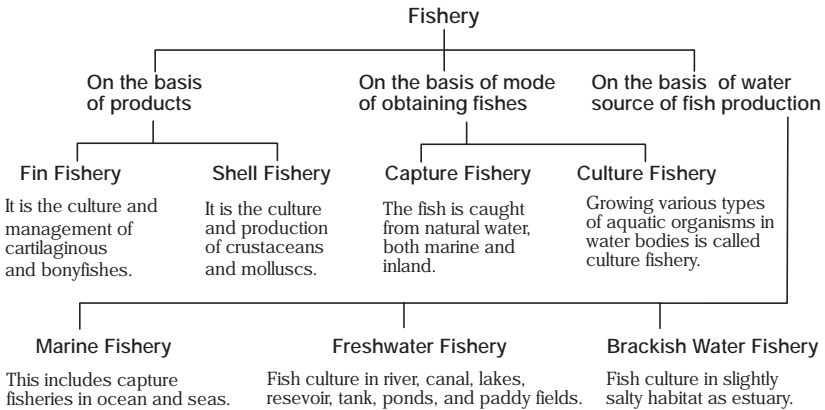 Fishery
On the basis
of products
On the basis of mode
of obtaining fishes
On the basis of water
source of fish production
Fin Fishery
It is the culture and
management of
cartilaginous
and bonyfishes.
Shell Fishery
It is the culture
and production
of crustaceans
and molluscs.
Capture Fishery
The fish is caught
from natural water,
both marine and
inland.
Culture Fishery
Growing various types
of aquatic organisms in
water bodies is called
culture fishery.
Marine Fishery
This includes capture
fisheries in ocean and seas.
Freshwater Fishery
Fish culture in river, canal, lakes,
resevoir, tank, ponds, and paddy fields.
Brackish Water Fishery
Fish culture in slightly
salty habitat as estuary.